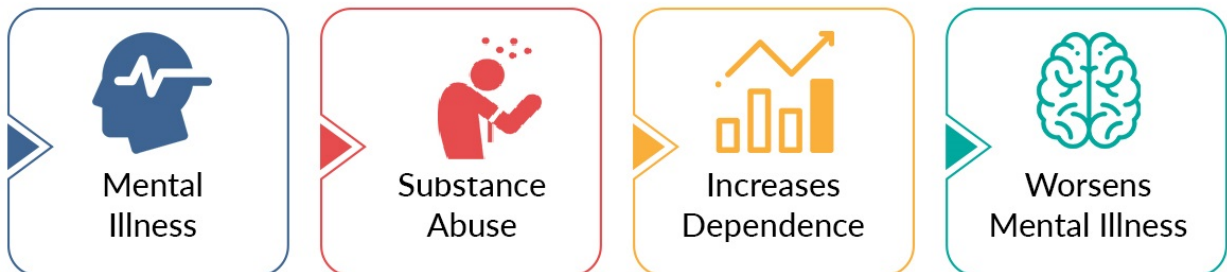 Mental
Illness
Substance
Abuse
Increases
Dependence
Worsens
Mental Illness